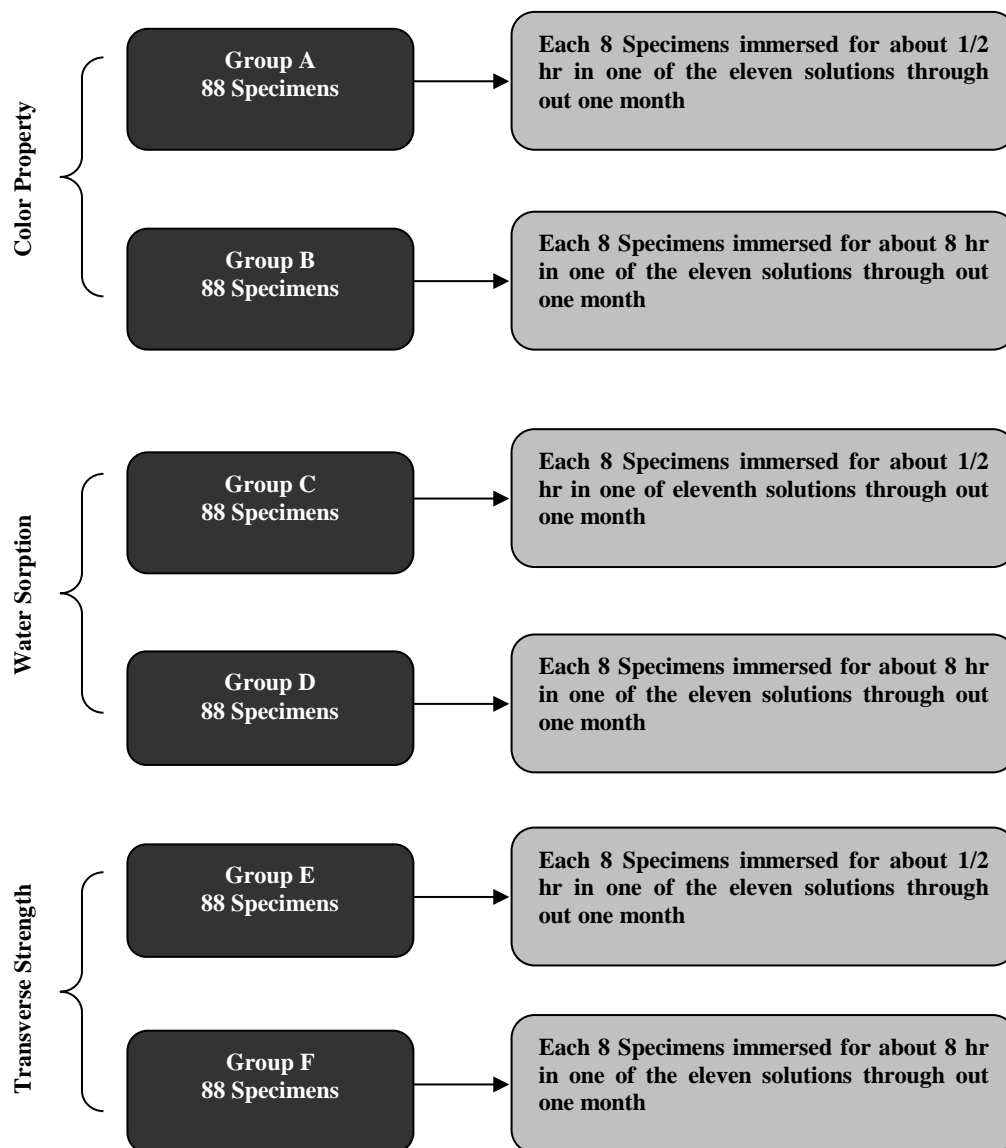 Color Property
Group A
88 Specimens
Each 8 Specimens immersed for about 1/2
hr in one of the eleven solutions through
out one month
Group B
88 Specimens
Each 8 Specimens immersed for about 8 hr
in one of the eleven solutions through out
one month
Water Sorption
Group C
88 Specimens
Each 8 Specimens immersed for about 1/2
hr in one of eleventh solutions through out
one month
Group D
88 Specimens
Each 8 Specimens immersed for about 8 hr
in one of the eleven solutions through out
one month
Transverse Strength
Group E
88 Specimens
Each 8 Specimens immersed for about 1/2
hr in one of the eleven solutions through
out one month
Group F
88 Specimens
Each 8 Specimens immersed for about 8 hr
in one of the eleven solutions through out
one month